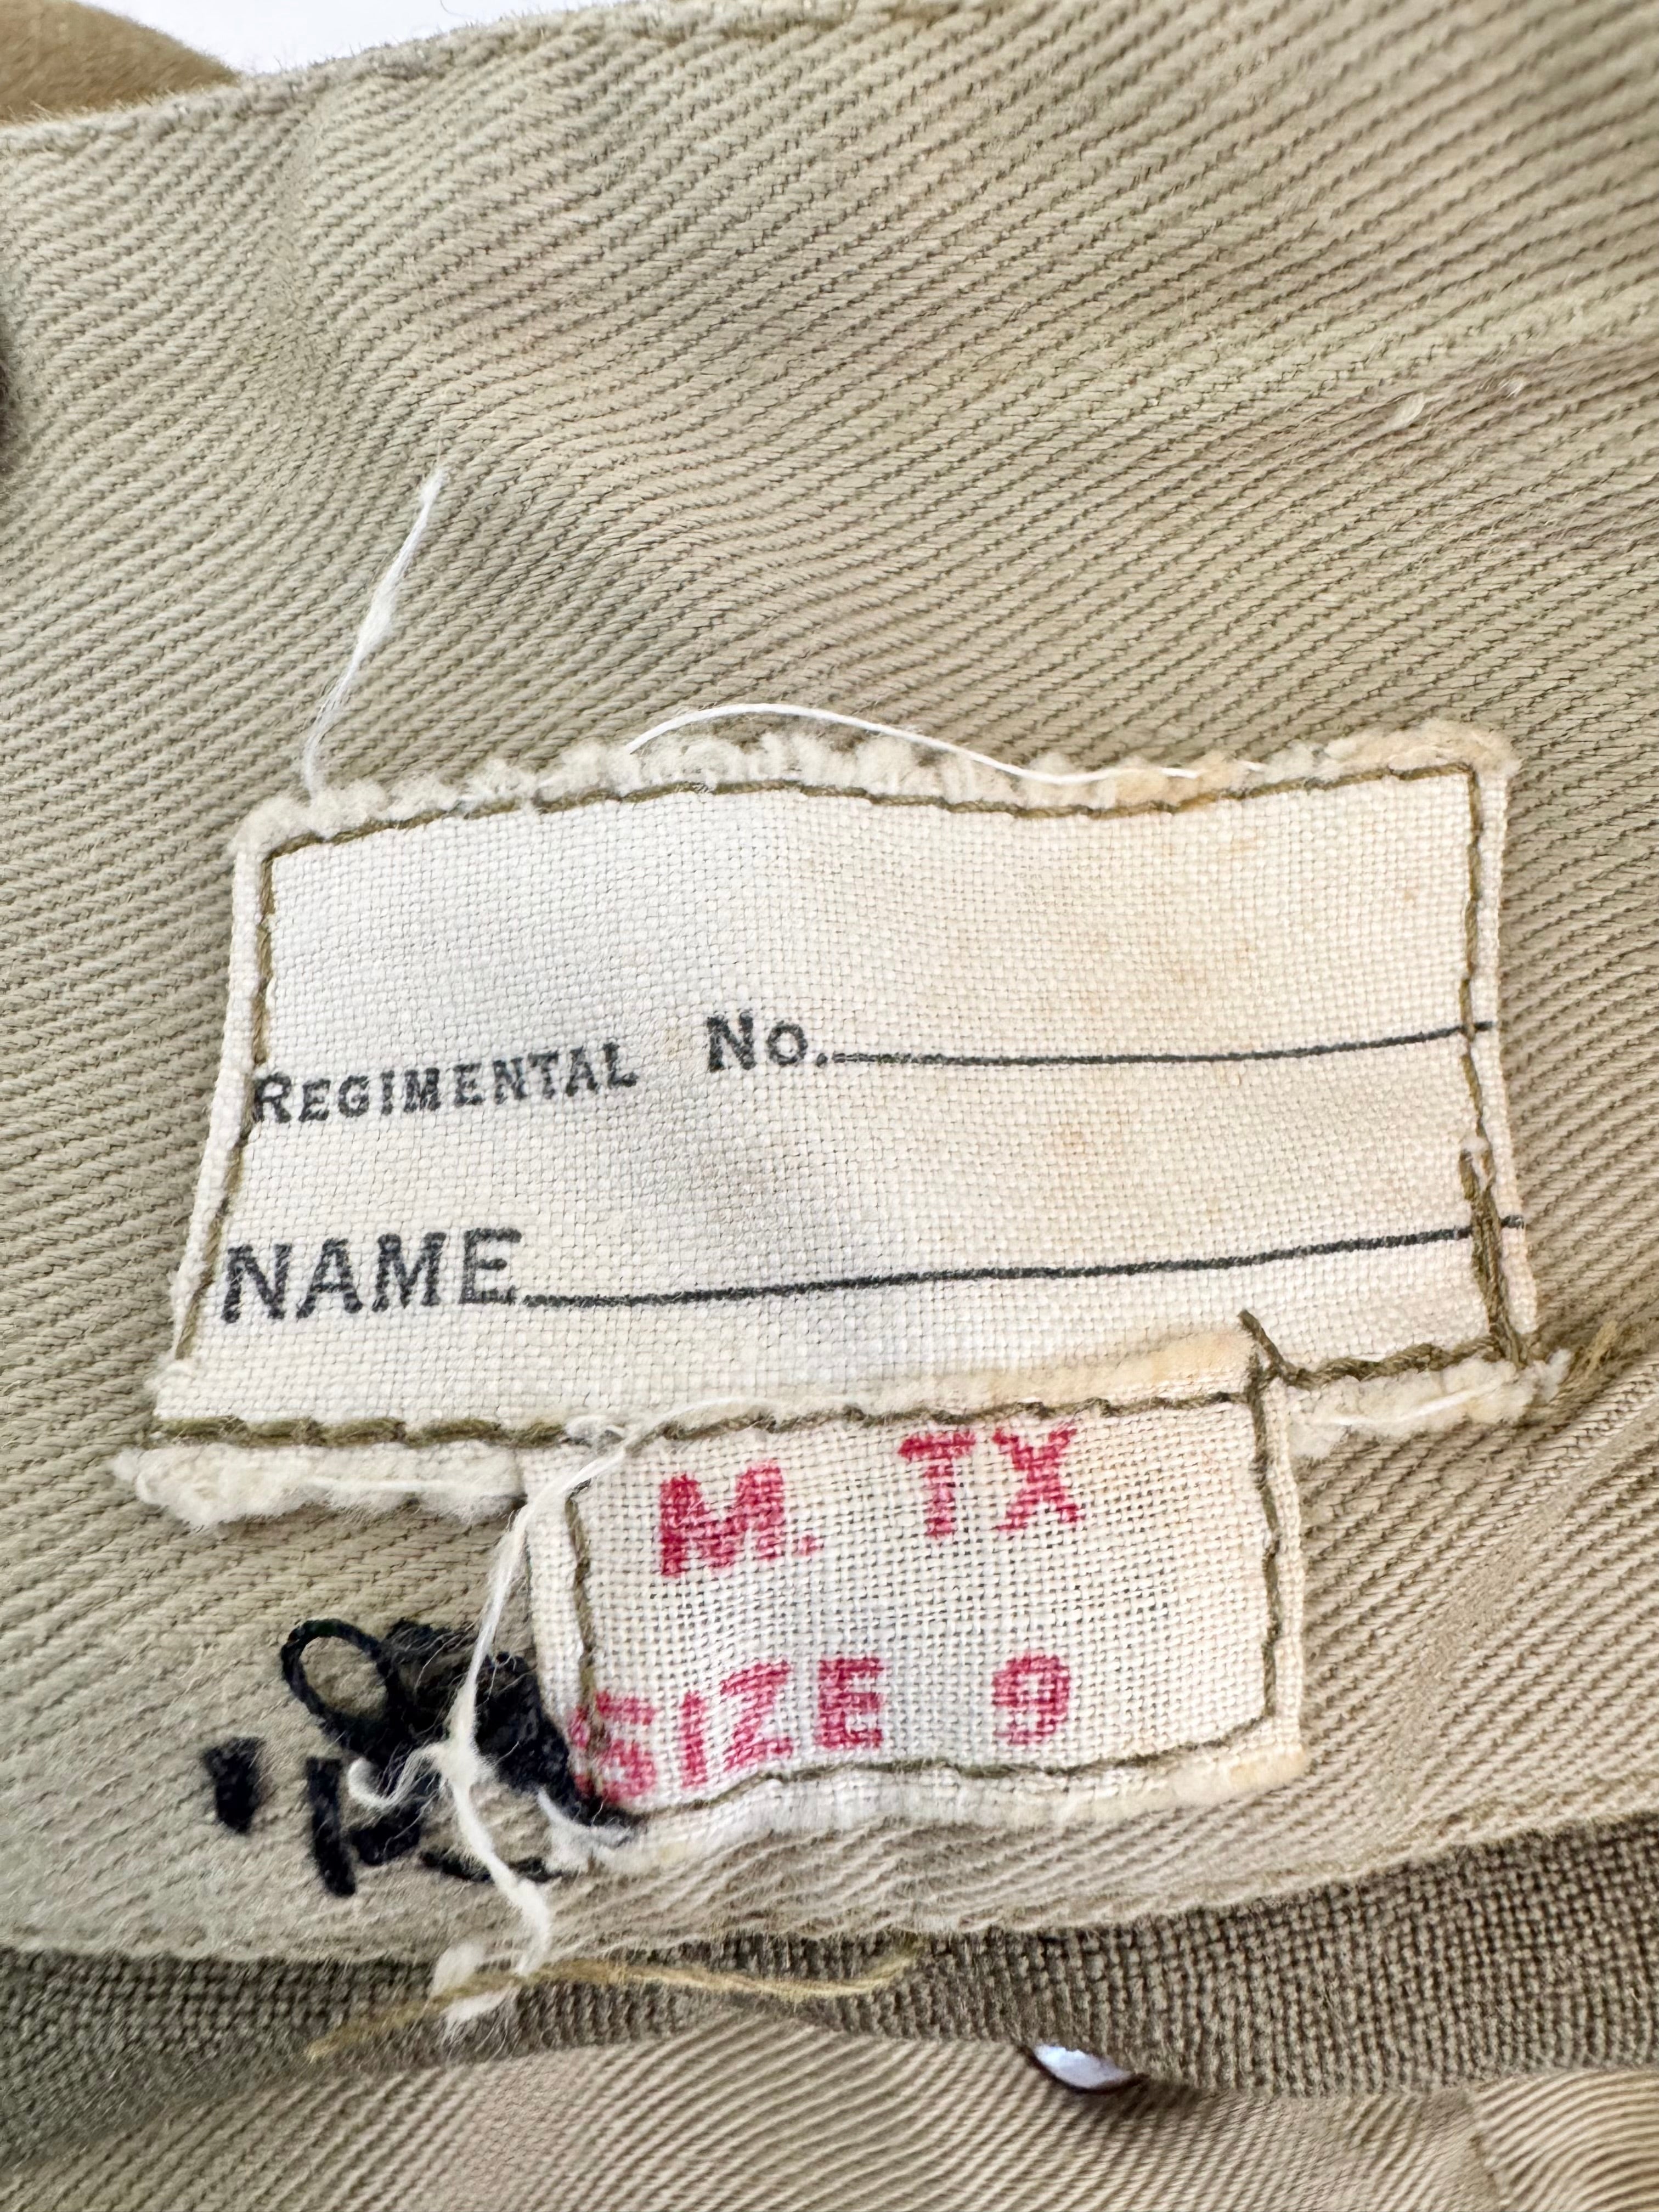 REGIMENTAL No.
NAME
M. TX
SIZE 9